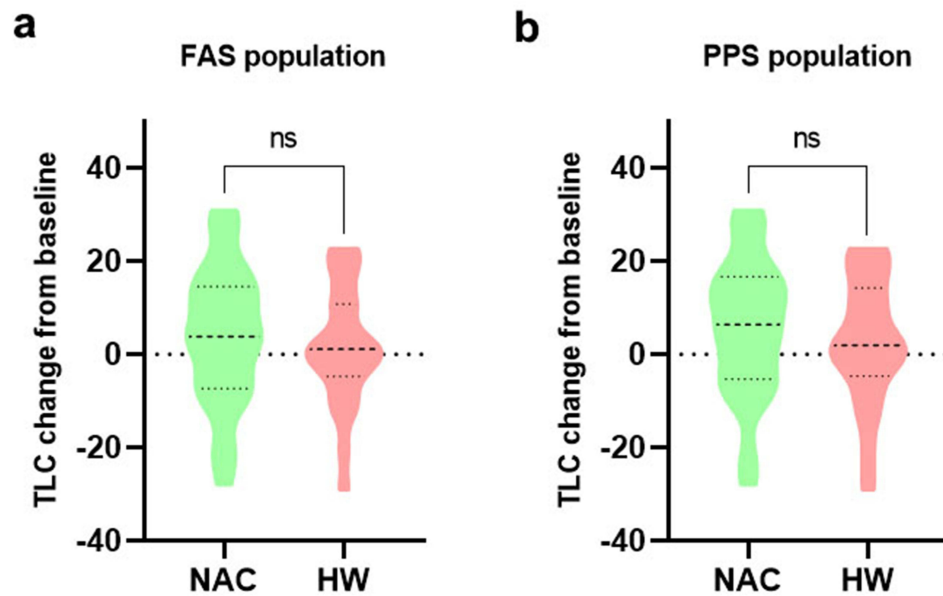 a
FAS population
TLC change from baseline
40
20
0
-20
-40
ns
NAC
HW
b
PPS population
TLC change from baseline
40
20
0
-20
-40
ns
NAC
HW